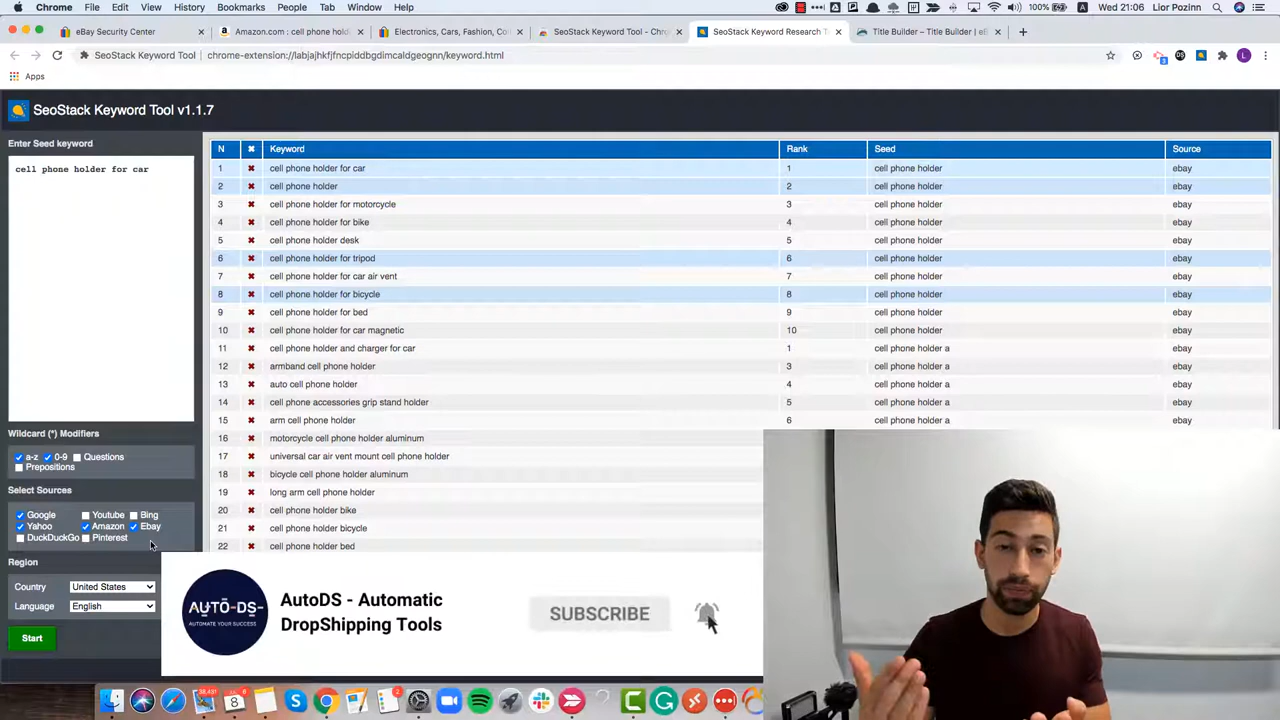 Chrome File Edit View History Bookmarks People Tab Window Help 100% Wed 21:06 Lior Pozinn
eBay Security Center Amazon.com : cell phone hold Electronics, Cars, Fashion, Col SeoStack Keyword Tool - Chro SeoStack Keyword Research T Title Builder – Title Builder | eB
SeoStack Keyword Tool chrome-extension://labjajhkfjfncpiddbgdimcaldgeognn/keyword.html
Apps
SeoStack Keyword Tool v1.1.7
Enter Seed keyword
cell phone holder for car
Wildcard (*) Modifiers
a-z 0-9 Questions
Prepositions
Select Sources
Google Youtube Bing
Yahoo Amazon Ebay
DuckDuckGo Pinterest
Region
Country United States
Language English
Start
N Keyword Rank Seed Source
1 cell phone holder for car 1 cell phone holder ebay
2 cell phone holder 2 cell phone holder ebay
3 cell phone holder for motorcycle 3 cell phone holder ebay
4 cell phone holder for bike 4 cell phone holder ebay
5 cell phone holder desk 5 cell phone holder ebay
6 cell phone holder for tripod 6 cell phone holder ebay
7 cell phone holder for car air vent 7 cell phone holder ebay
8 cell phone holder for bicycle 8 cell phone holder ebay
9 cell phone holder for bed 9 cell phone holder ebay
10 cell phone holder for car magnetic 10 cell phone holder ebay
11 cell phone holder and charger for car 1 cell phone holder a ebay
12 armband cell phone holder 3 cell phone holder a ebay
13 auto cell phone holder 4 cell phone holder a ebay
14 cell phone accessories grip stand holder 5 cell phone holder a ebay
15 arm cell phone holder 6 cell phone holder a ebay
16 motorcycle cell phone holder aluminum
17 universal car air vent mount cell phone holder
18 bicycle cell phone holder aluminum
19 long arm cell phone holder
20 cell phone holder bike
21 cell phone holder bicycle
22 cell phone holder bed
AUTO-DS
AUTOMATE YOUR SUCCESS
AutoDS - Automatic
DropShipping Tools
SUBSCRIBE